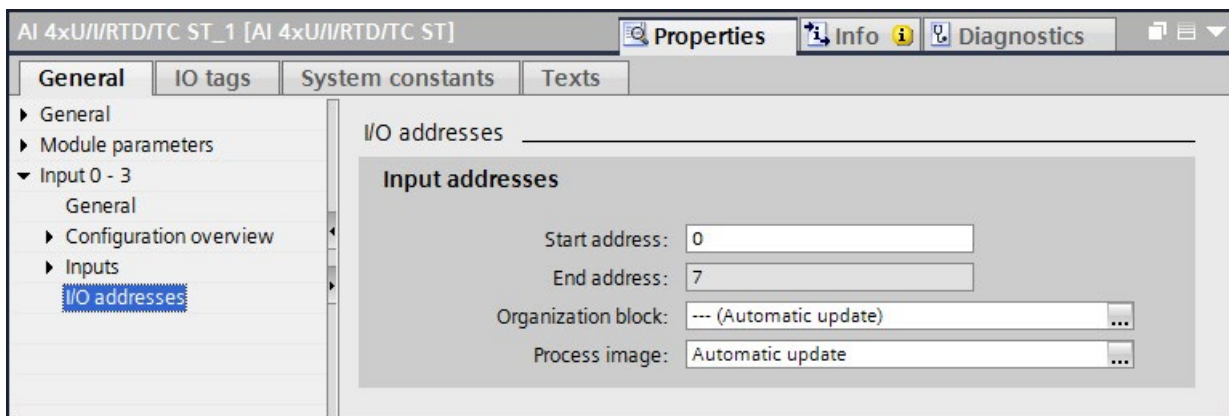 AI 4xU/I/RTD/TC ST_1 [AI 4xU/I/RTD/TC ST]
Properties
Info
Diagnostics
General
IO tags
System constants
Texts
General
Module parameters
Input 0 - 3
General
Configuration overview
Inputs
I/O addresses
I/O addresses
Input addresses
Start address: 0
End address: 7
Organization block: --- (Automatic update) ...
Process image: Automatic update ...